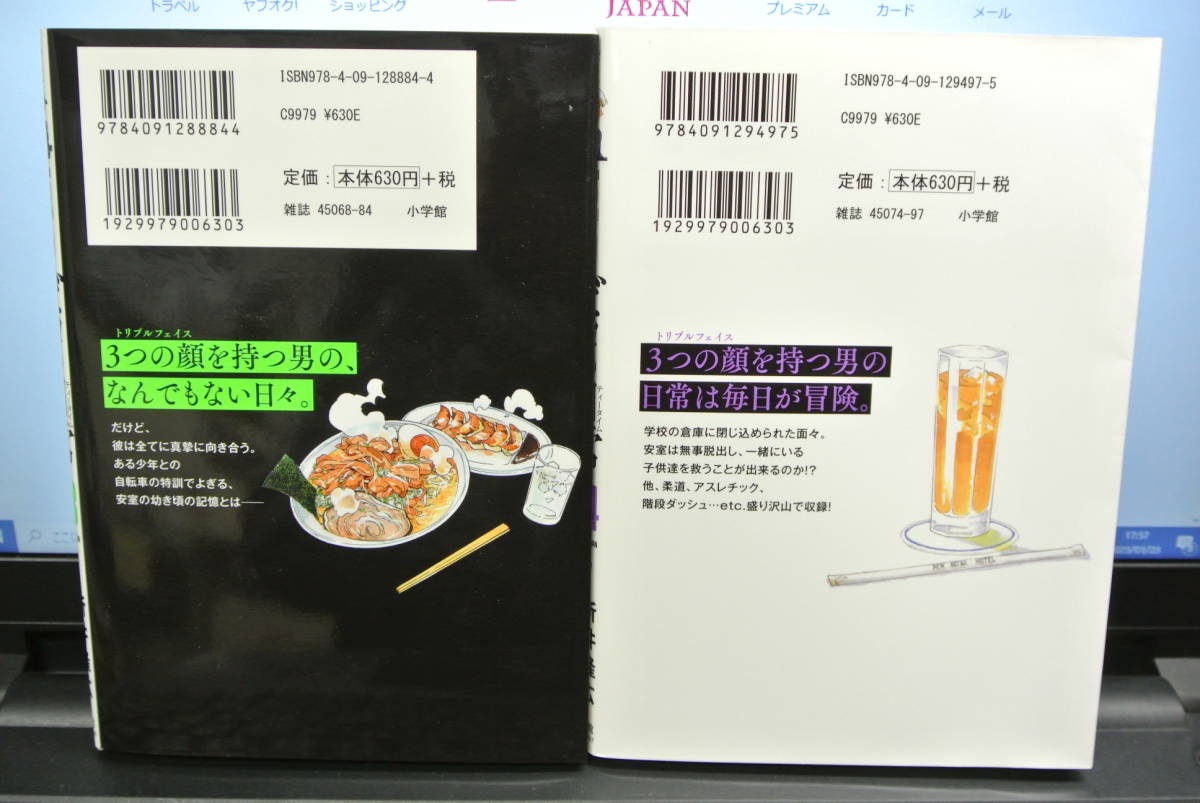 トラベル ヤフオク! ショッピング
JAPAN
プレミアム カード メール
ISBN978-4-09-128884-4
9784091288844
C9979 ¥630E
1929979006303
定価:本体630円+税
雑誌 45068-84 小学館
トリプルフェイス
3つの顔を持つ男の、
なんでもない日々。
だけど、
彼は全てに真摯に向き合う。
ある少年との
自転車の特訓でよぎる、
安室の幼き頃の記憶とは――
ISBN978-4-09-129497-5
9784091294975
C9979 ¥630E
1929979006303
定価:本体630円+税
雑誌 45074-97 小学館
トリプルフェイス
3つの顔を持つ男の
日常は毎日が冒険。
学校の倉庫に閉じ込められた面々。
安室は無事脱出し、一緒にいる
子供達を救うことが出来るのか!?
他、柔道、アスレチック、
階段ダッシュ…etc.盛り沢山で収録!
ティータイム
4
17:57